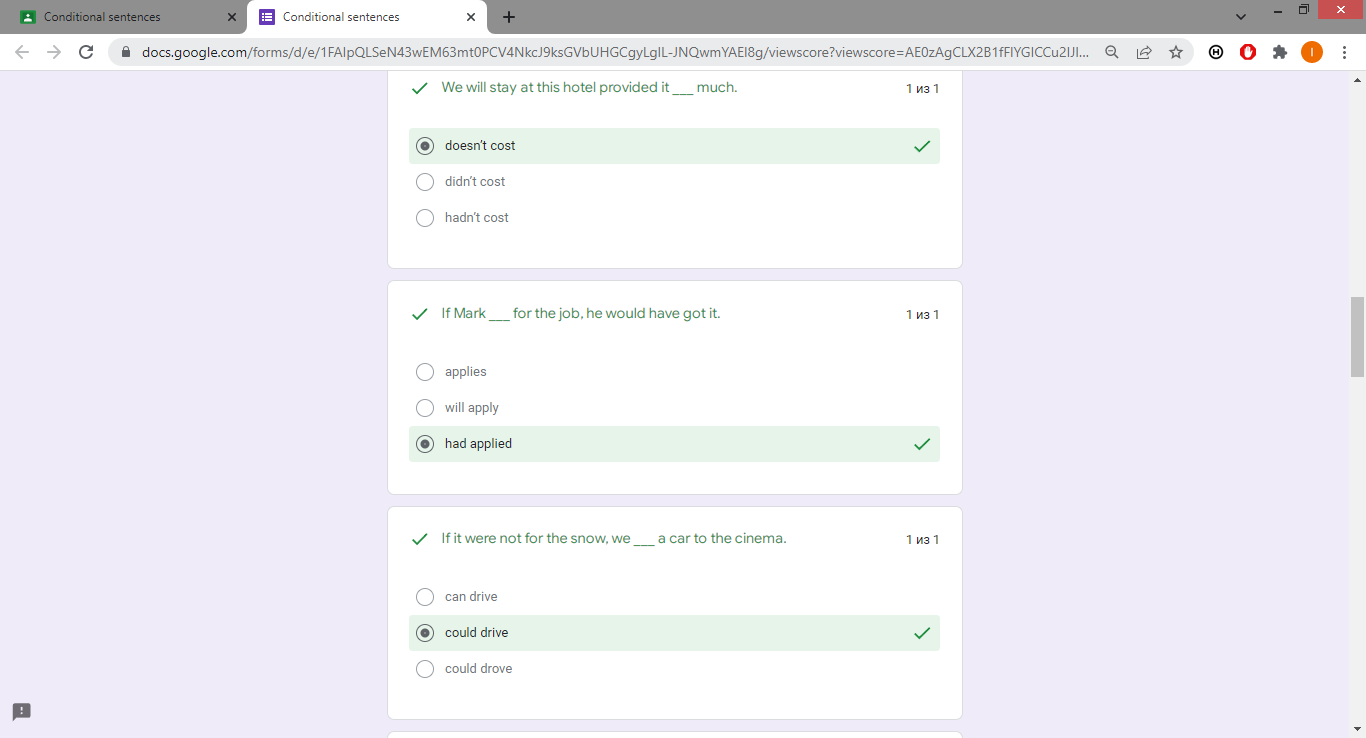 Conditional sentences
Conditional sentences
docs.google.com/forms/d/e/1FAIpQLSeN43wEM63mt0PCV4NkcJ9ksGVbUHGCgyLgIL-JNQwmYAEl8g/viewscore?viewscore=AE0zAgCLX2B1fFlYGlCCu2lJl...
We will stay at this hotel provided it ___ much.
1 из 1
doesn't cost
didn't cost
hadn't cost
If Mark ___ for the job, he would have got it.
1 из 1
applies
will apply
had applied
If it were not for the snow, we ___ a car to the cinema.
1 из 1
can drive
could drive
could drove